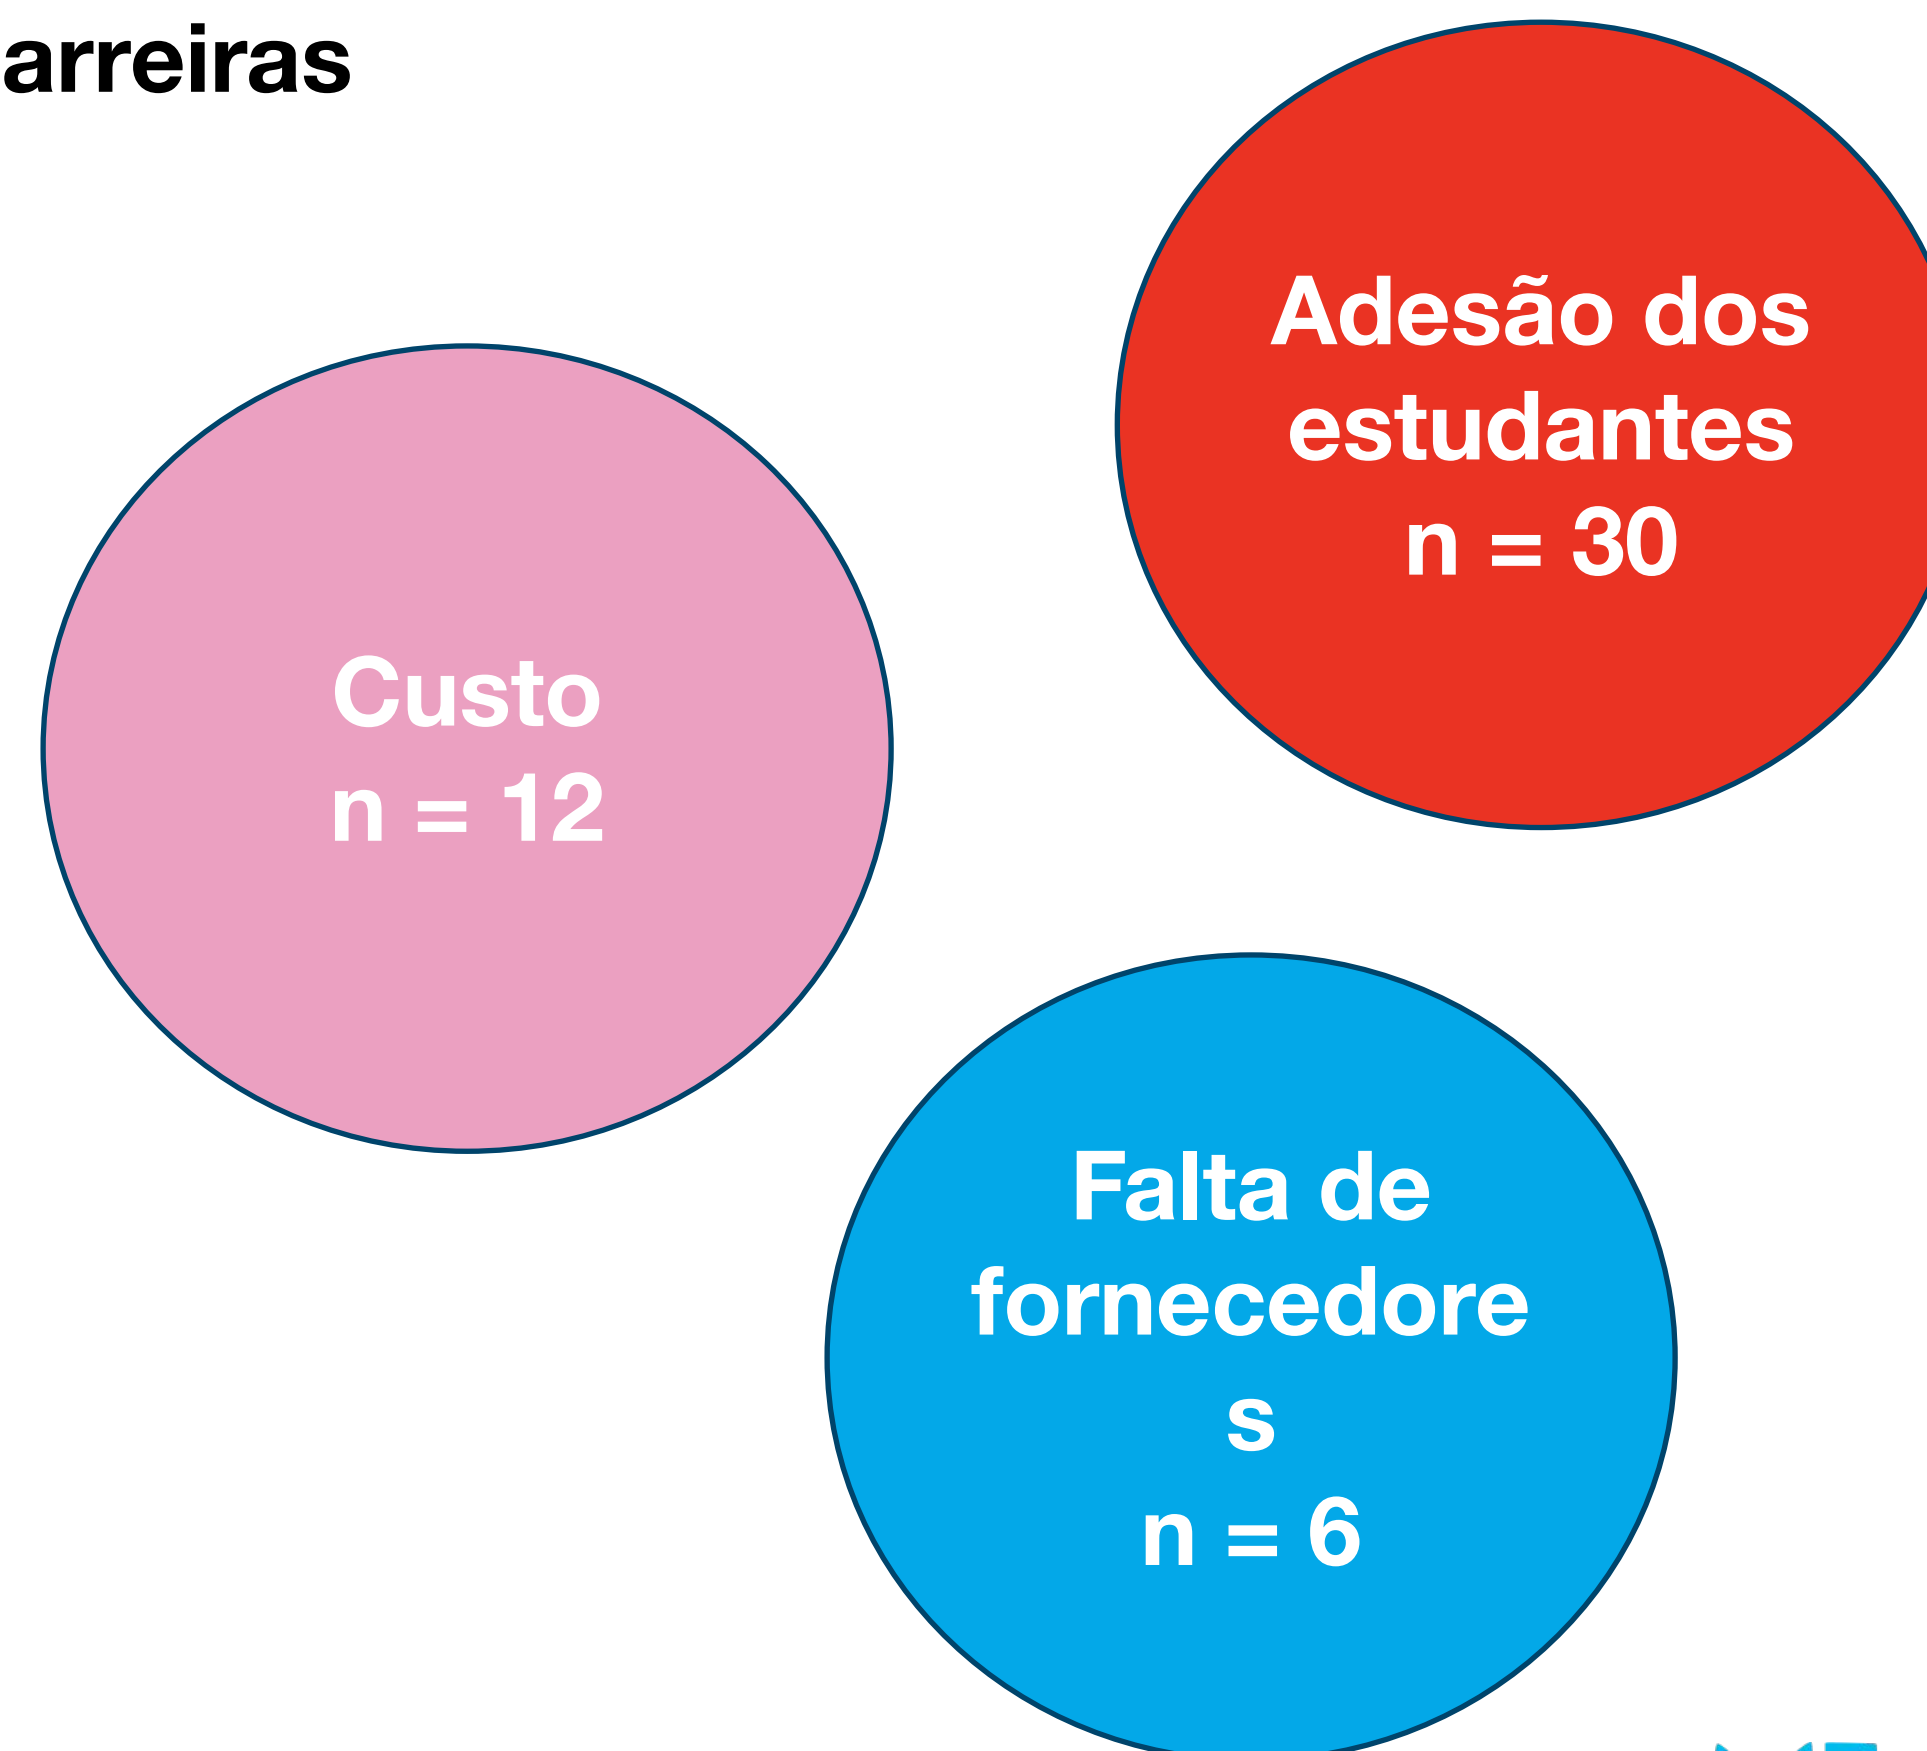 arreiras
Adesão dos
estudantes
n = 30
Custo
n = 12
Falta de
fornecedore
s
n = 6